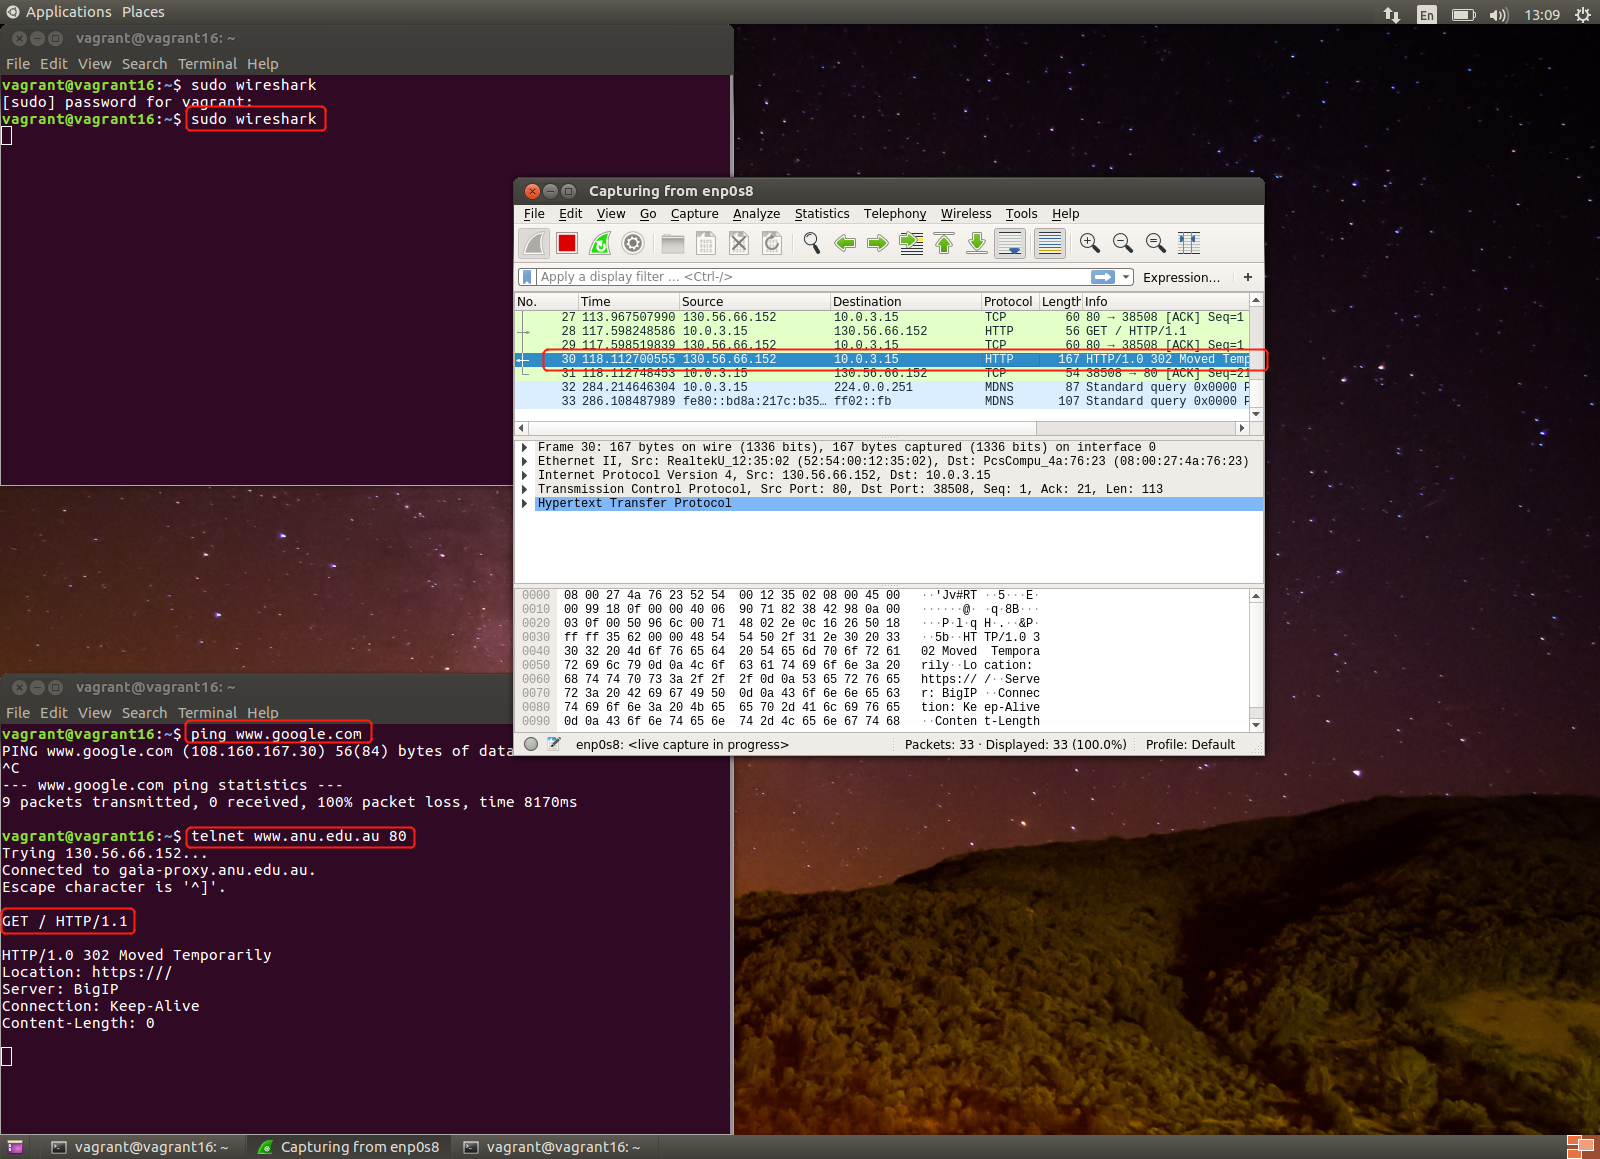 Applications Places
En 13:09
vagrant@vagrant16: ~
File Edit View Search Terminal Help
vagrant@vagrant16:~$ sudo wireshark
[sudo] password for vagrant:
vagrant@vagrant16:~$ sudo wireshark
Capturing from enp0s8
File Edit View Go Capture Analyze Statistics Telephony Wireless Tools Help
Apply a display filter ... <Ctrl-/> Expression... +
No. Time Source Destination Protocol Length Info
27 113.967507990 130.56.66.152 10.0.3.15 TCP 60 80 → 38508 [ACK] Seq=1
28 117.598248586 10.0.3.15 130.56.66.152 HTTP 56 GET / HTTP/1.1
29 117.598519839 130.56.66.152 10.0.3.15 TCP 60 80 → 38508 [ACK] Seq=1
30 118.112700555 130.56.66.152 10.0.3.15 HTTP 167 HTTP/1.0 302 Moved Temp
31 118.112748453 10.0.3.15 130.56.66.152 TCP 54 38508 → 80 [ACK] Seq=21
32 284.214646304 10.0.3.15 224.0.0.251 MDNS 87 Standard query 0x0000 P
33 286.108487989 fe80::bd8a:217c:b35… ff02::fb MDNS 107 Standard query 0x0000 P
Frame 30: 167 bytes on wire (1336 bits), 167 bytes captured (1336 bits) on interface 0
Ethernet II, Src: RealtekU_12:35:02 (52:54:00:12:35:02), Dst: PcsCompu_4a:76:23 (08:00:27:4a:76:23)
Internet Protocol Version 4, Src: 130.56.66.152, Dst: 10.0.3.15
Transmission Control Protocol, Src Port: 80, Dst Port: 38508, Seq: 1, Ack: 21, Len: 113
Hypertext Transfer Protocol
0000 08 00 27 4a 76 23 52 54 00 12 35 02 08 00 45 00 ··'Jv#RT ··5···E·
0010 00 99 18 0f 00 00 40 06 90 71 82 38 42 98 0a 00 ······@· ·q·8B···
0020 03 0f 00 50 96 6c 00 71 48 02 2e 0c 16 26 50 18 ···P·l·q H·.··&P·
0030 ff ff 35 62 00 00 48 54 54 50 2f 31 2e 30 20 33 ··5b··HT TP/1.0 3
0040 30 32 20 4d 6f 76 65 64 20 54 65 6d 70 6f 72 61 02 Moved Tempora
0050 72 69 6c 79 0d 0a 4c 6f 63 61 74 69 6f 6e 3a 20 rily··Lo cation:
0060 68 74 74 70 73 3a 2f 2f 2f 0d 0a 53 65 72 76 65 https:// /··Serve
0070 72 3a 20 42 69 67 49 50 0d 0a 43 6f 6e 6e 65 63 r: BigIP ··Connec
0080 74 69 6f 6e 3a 20 4b 65 65 70 2d 41 6c 69 76 65 tion: Ke ep-Alive
0090 0d 0a 43 6f 6e 74 65 6e 74 2d 4c 65 6e 67 74 68 ··Conten t-Length
enp0s8: <live capture in progress> Packets: 33 · Displayed: 33 (100.0%) Profile: Default
vagrant@vagrant16: ~
File Edit View Search Terminal Help
vagrant@vagrant16:~$ ping www.google.com
PING www.google.com (108.160.167.30) 56(84) bytes of data
^C
--- www.google.com ping statistics ---
9 packets transmitted, 0 received, 100% packet loss, time 8170ms
vagrant@vagrant16:~$ telnet www.anu.edu.au 80
Trying 130.56.66.152...
Connected to gaia-proxy.anu.edu.au.
Escape character is '^]'.
GET / HTTP/1.1
HTTP/1.0 302 Moved Temporarily
Location: https:///
Server: BigIP
Connection: Keep-Alive
Content-Length: 0
vagrant@vagrant16: ~ Capturing from enp0s8 vagrant@vagrant16: ~